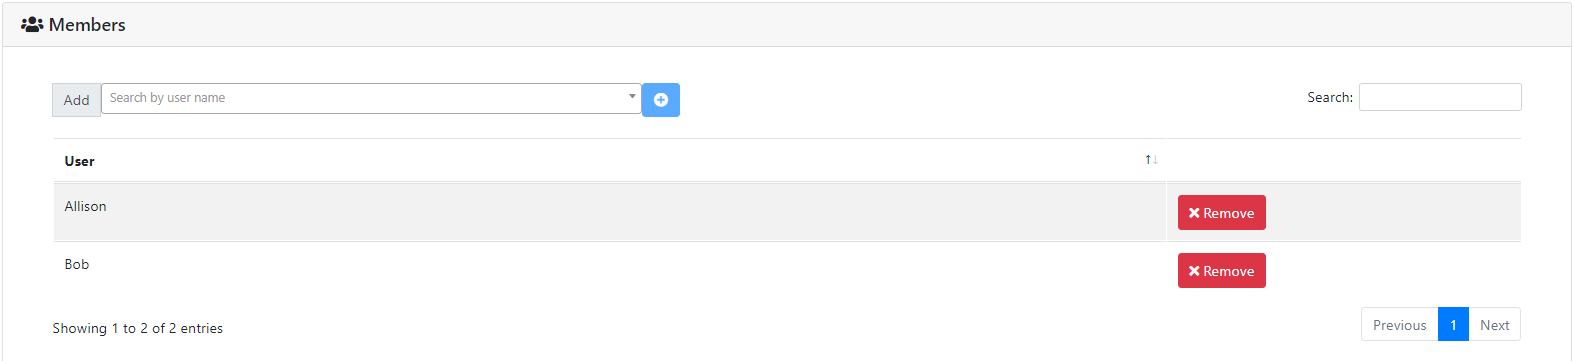 Members
Add Search by user name Search:
User
Allison Remove
Bob Remove
Showing 1 to 2 of 2 entries Previous 1 Next